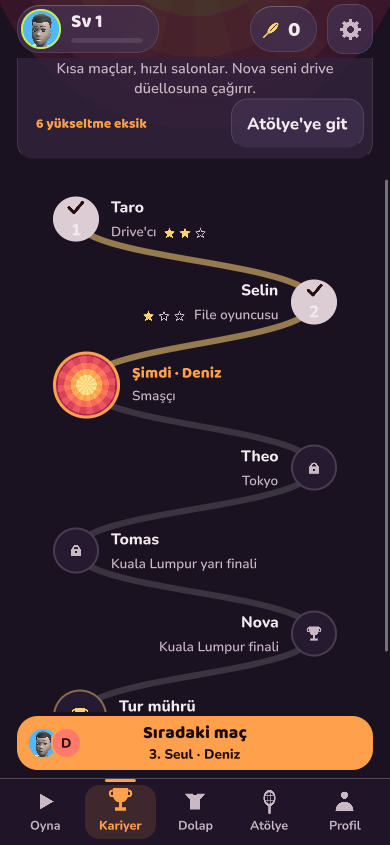 Sv 1
0
Kısa maçlar, hızlı salonlar. Nova seni drive
düellosuna çağırır.
6 yükseltme eksik
Atölye'ye git
1
Taro
Drive'cı
Selin
File oyuncusu
2
Şimdi · Deniz
Smaşçı
Theo
Tokyo
Tomas
Kuala Lumpur yarı finali
Nova
Kuala Lumpur finali
Tur mührü
D
Sıradaki maç
3. Seul · Deniz
Oyna
Kariyer
Dolap
Atölye
Profil